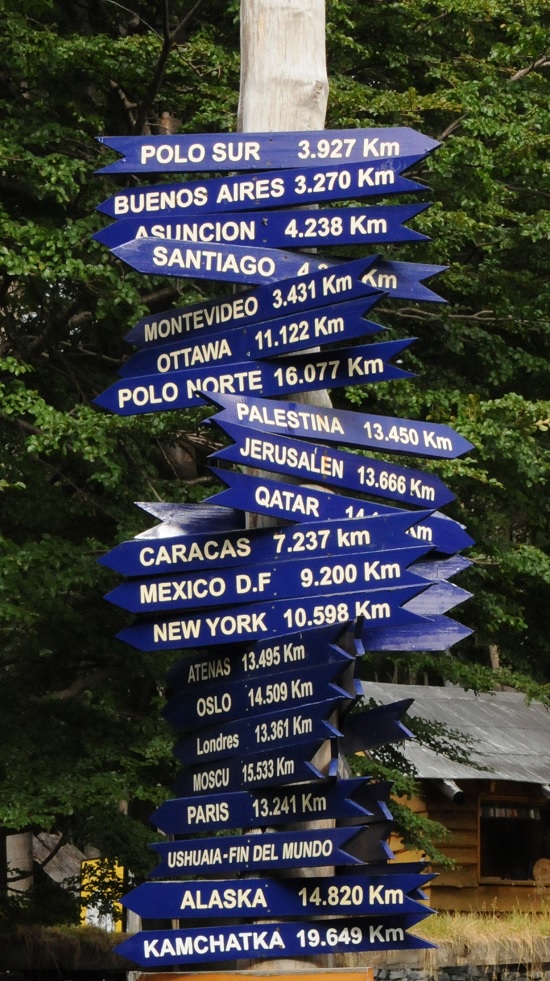 POLO SUR 3.927 Km
BUENOS AIRES 3.270 Km
ASUNCION 4.238 Km
SANTIAGO Km
MONTEVIDEO 3.431 Km
OTTAWA 11.122 Km
POLO NORTE 16.077 Km
PALESTINA 13.450 Km
JERUSALEN 13.666 Km
QATAR Km
CARACAS 7.237 km
MEXICO D.F 9.200 Km
NEW YORK 10.598 Km
ATENAS 13.495 Km
OSLO 14.509 Km
Londres 13.361 Km
MOSCU 15.533 Km
PARIS 13.241 Km
USHUAIA-FIN DEL MUNDO
ALASKA 14.820 Km
KAMCHATKA 19.649 Km